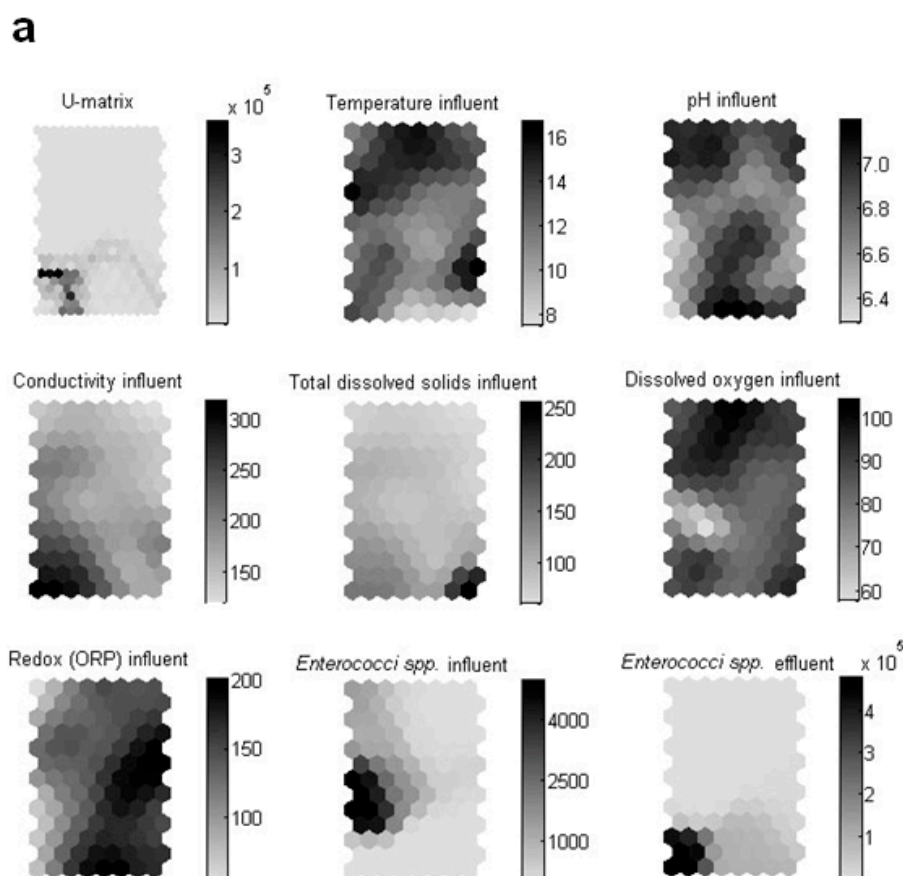 a
U-matrix
x 10^5
3
2
1
Temperature influent
16
14
12
10
8
pH influent
7.0
6.8
6.6
6.4
Conductivity influent
300
250
200
150
Total dissolved solids influent
250
200
150
100
Dissolved oxygen influent
100
90
80
70
60
Redox (ORP) influent
200
150
100
Enterococci spp. influent
4000
2500
1000
Enterococci spp. effluent
x 10^5
4
3
2
1